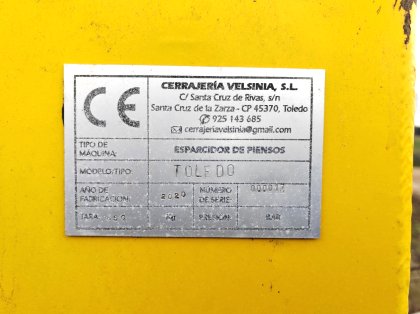 CE
CERRAJERÍA VELSINIA, S.L.
C/ Santa Cruz de Rivas, s/n
Santa Cruz de la Zarza - CP 45370, Toledo
925 143 685
cerrajeriavelsinia@gmail.com
TIPO DE MÁQUINA: ESPARCIDOR DE PIENSOS
MODELO/TIPO: TOLEDO
AÑO DE FABRICACIÓN: 2020 NÚMERO DE SERIE
TARA: Kg PRESIÓN: BAR